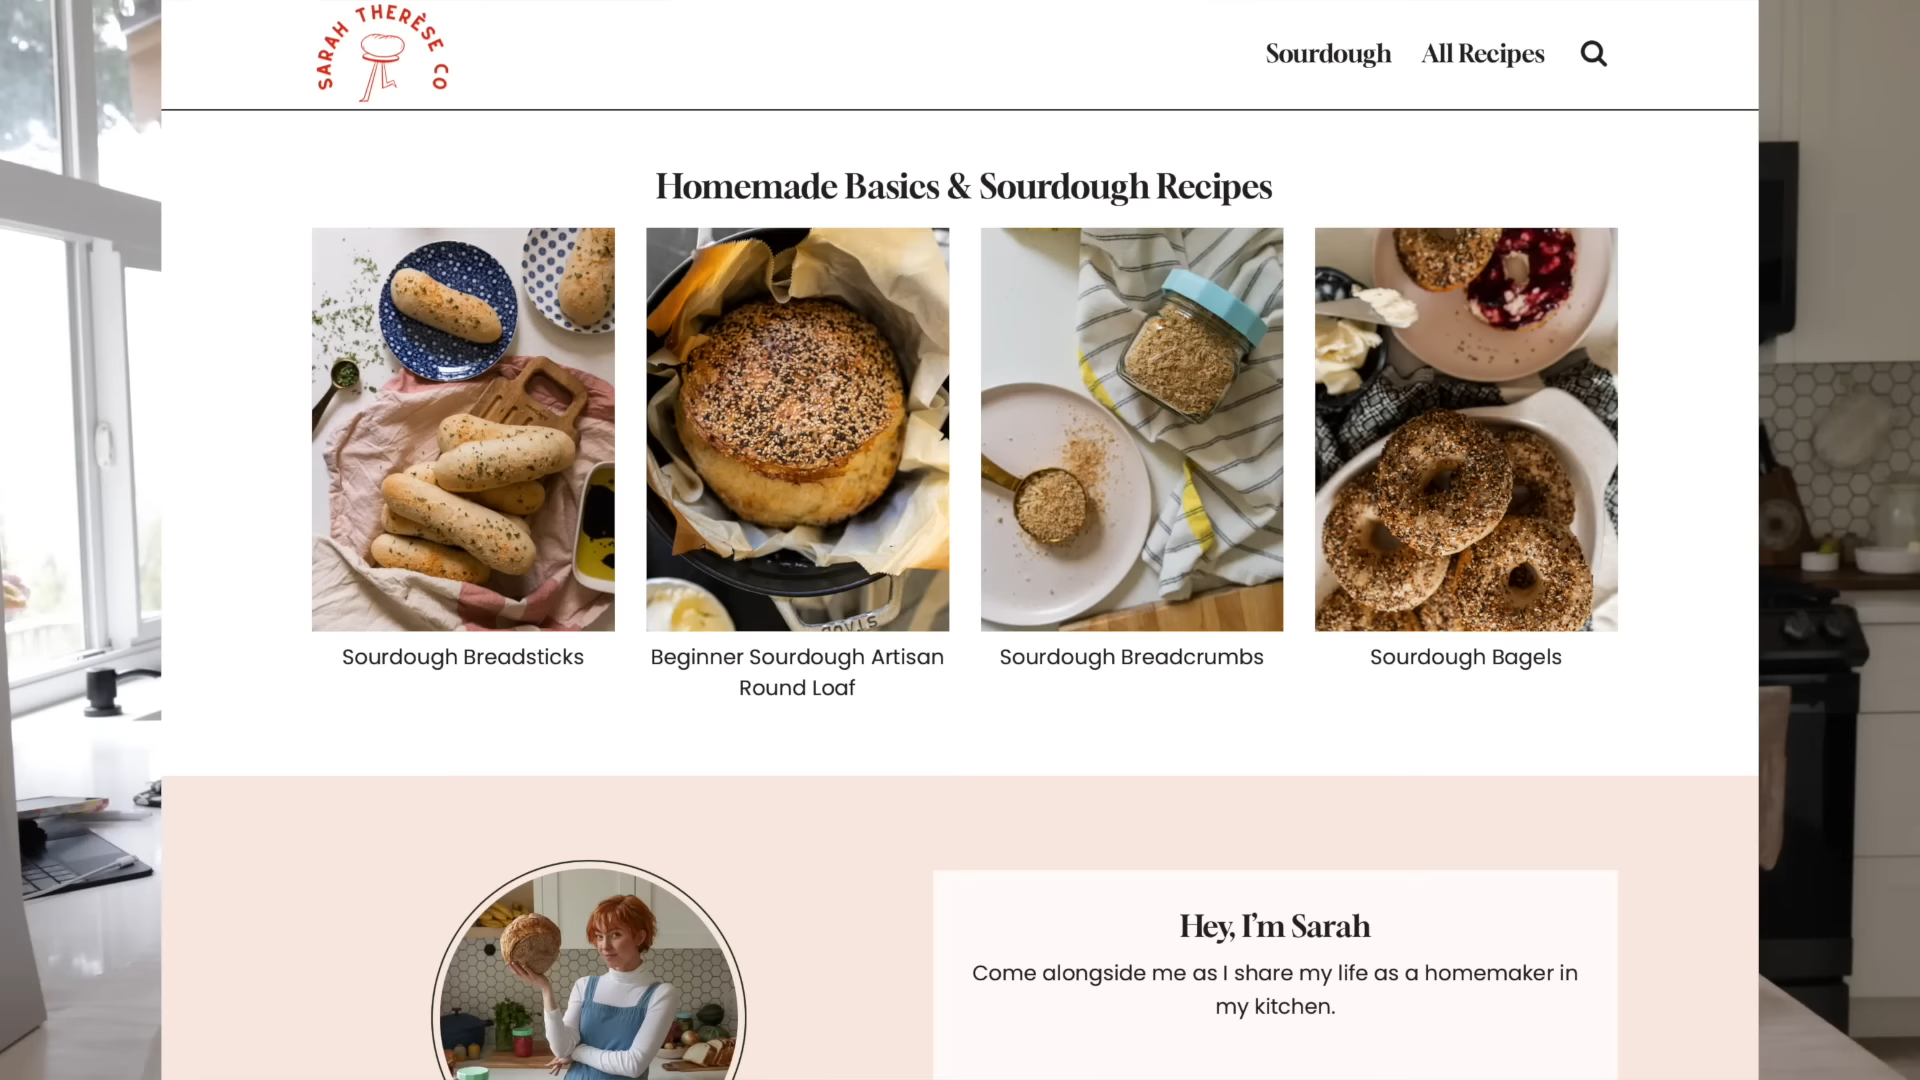 SARAH THERÈSE CO
Sourdough
All Recipes
Homemade Basics & Sourdough Recipes
STAUB
Sourdough Breadsticks
Beginner Sourdough Artisan
Round Loaf
Sourdough Breadcrumbs
Sourdough Bagels
Hey, I'm Sarah
Come alongside me as I share my life as a homemaker in
my kitchen.